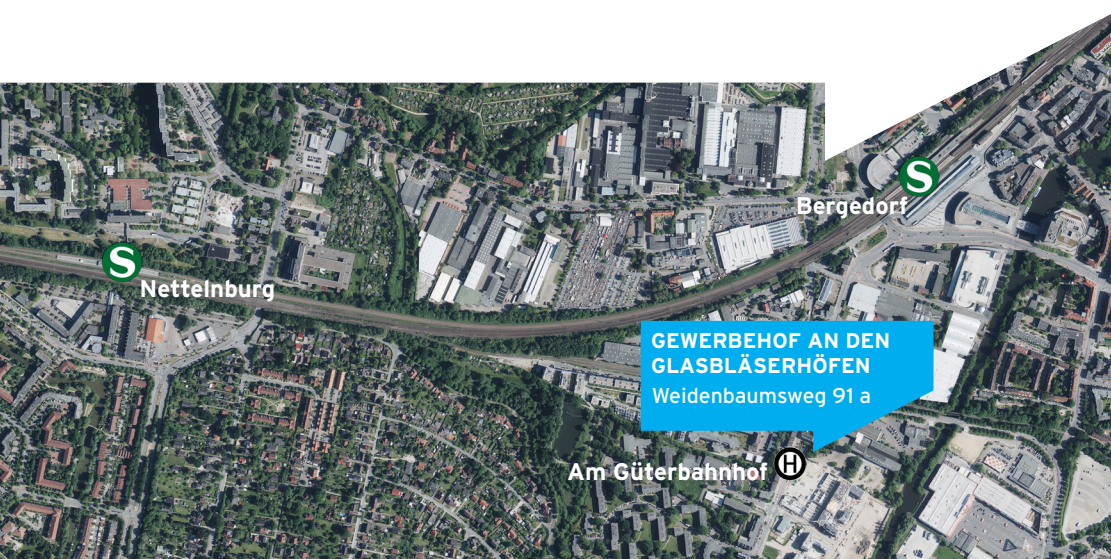 S
Bergedorf
S
Nettelnburg
GEWERBEHOF AN DEN
GLASBLÄSERHÖFEN
Weidenbaumsweg 91 a
Am Güterbahnhof H